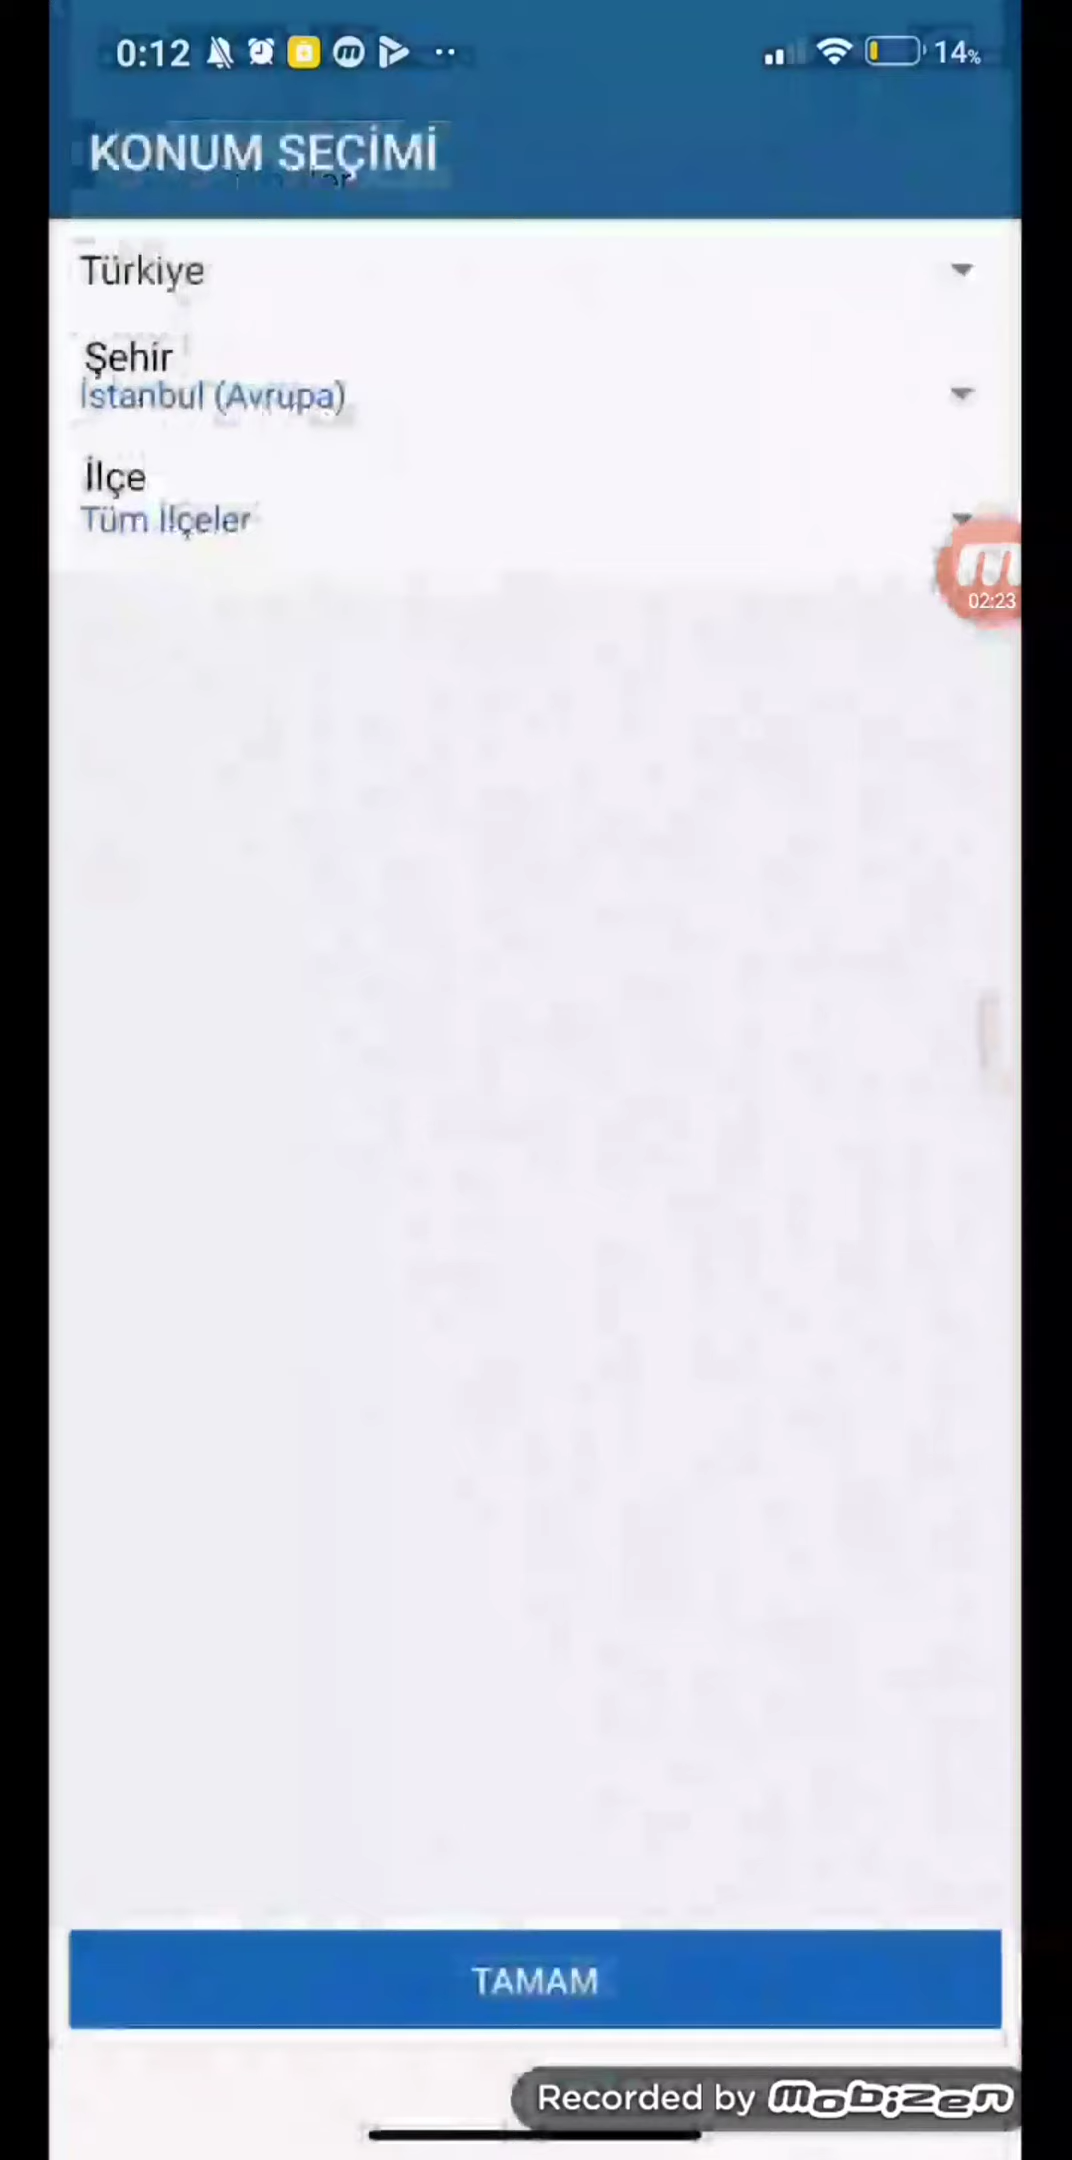 0:12
14%
KONUM SEÇİMİ
Türkiye
Şehir
İstanbul (Avrupa)
İlçe
Tüm İlçeler
02:23
TAMAM
Recorded by mobizen